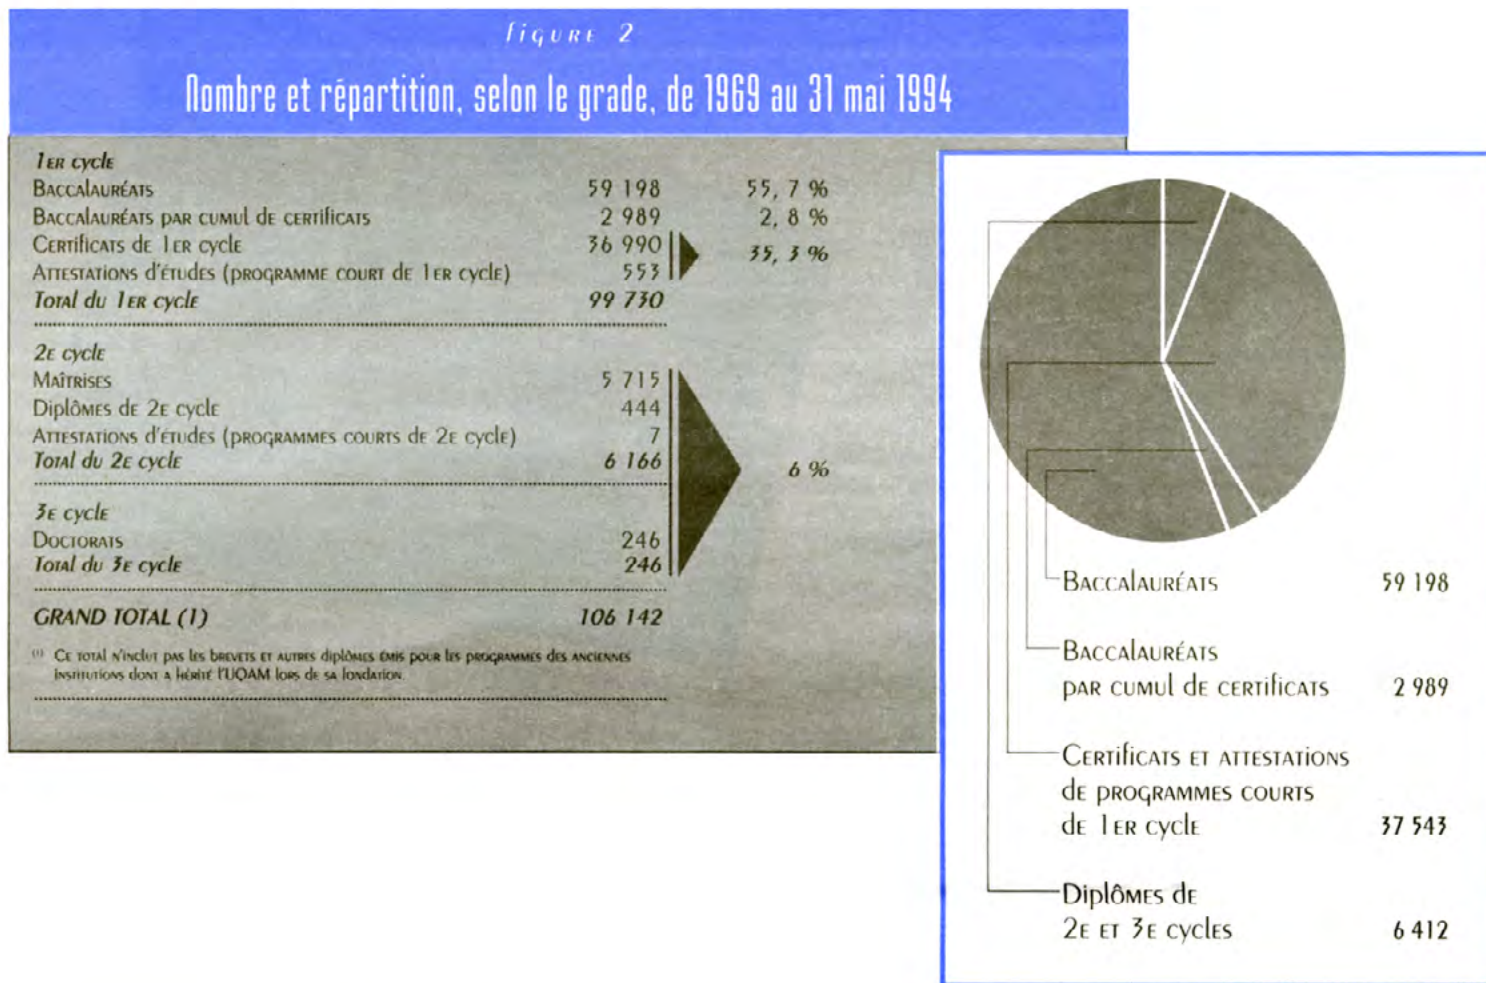 figure 2
Nombre et répartition, selon le grade, de 1969 au 31 mai 1994
1er cycle
Baccalauréats 59 198 55, 7 %
Baccalauréats par cumul de certificats 2 989 2, 8 %
Certificats de 1er cycle 36 990
35, 3 %
Attestations d'études (programme court de 1er cycle) 553
Total du 1er cycle 99 730
2e cycle
Maîtrises 5 715
Diplômes de 2e cycle 444
Attestations d'études (programmes courts de 2e cycle) 7
Total du 2e cycle 6 166
6 %
3e cycle
Doctorats 246
Total du 3e cycle 246
GRAND TOTAL (1) 106 142
(1) Ce total n'inclut pas les brevets et autres diplômes émis pour les programmes des anciennes
institutions dont a hérité l'UQAM lors de sa fondation.
Baccalauréats 59 198
Baccalauréats
par cumul de certificats 2 989
Certificats et attestations
de programmes courts
de 1er cycle 37 543
Diplômes de
2e et 3e cycles 6 412